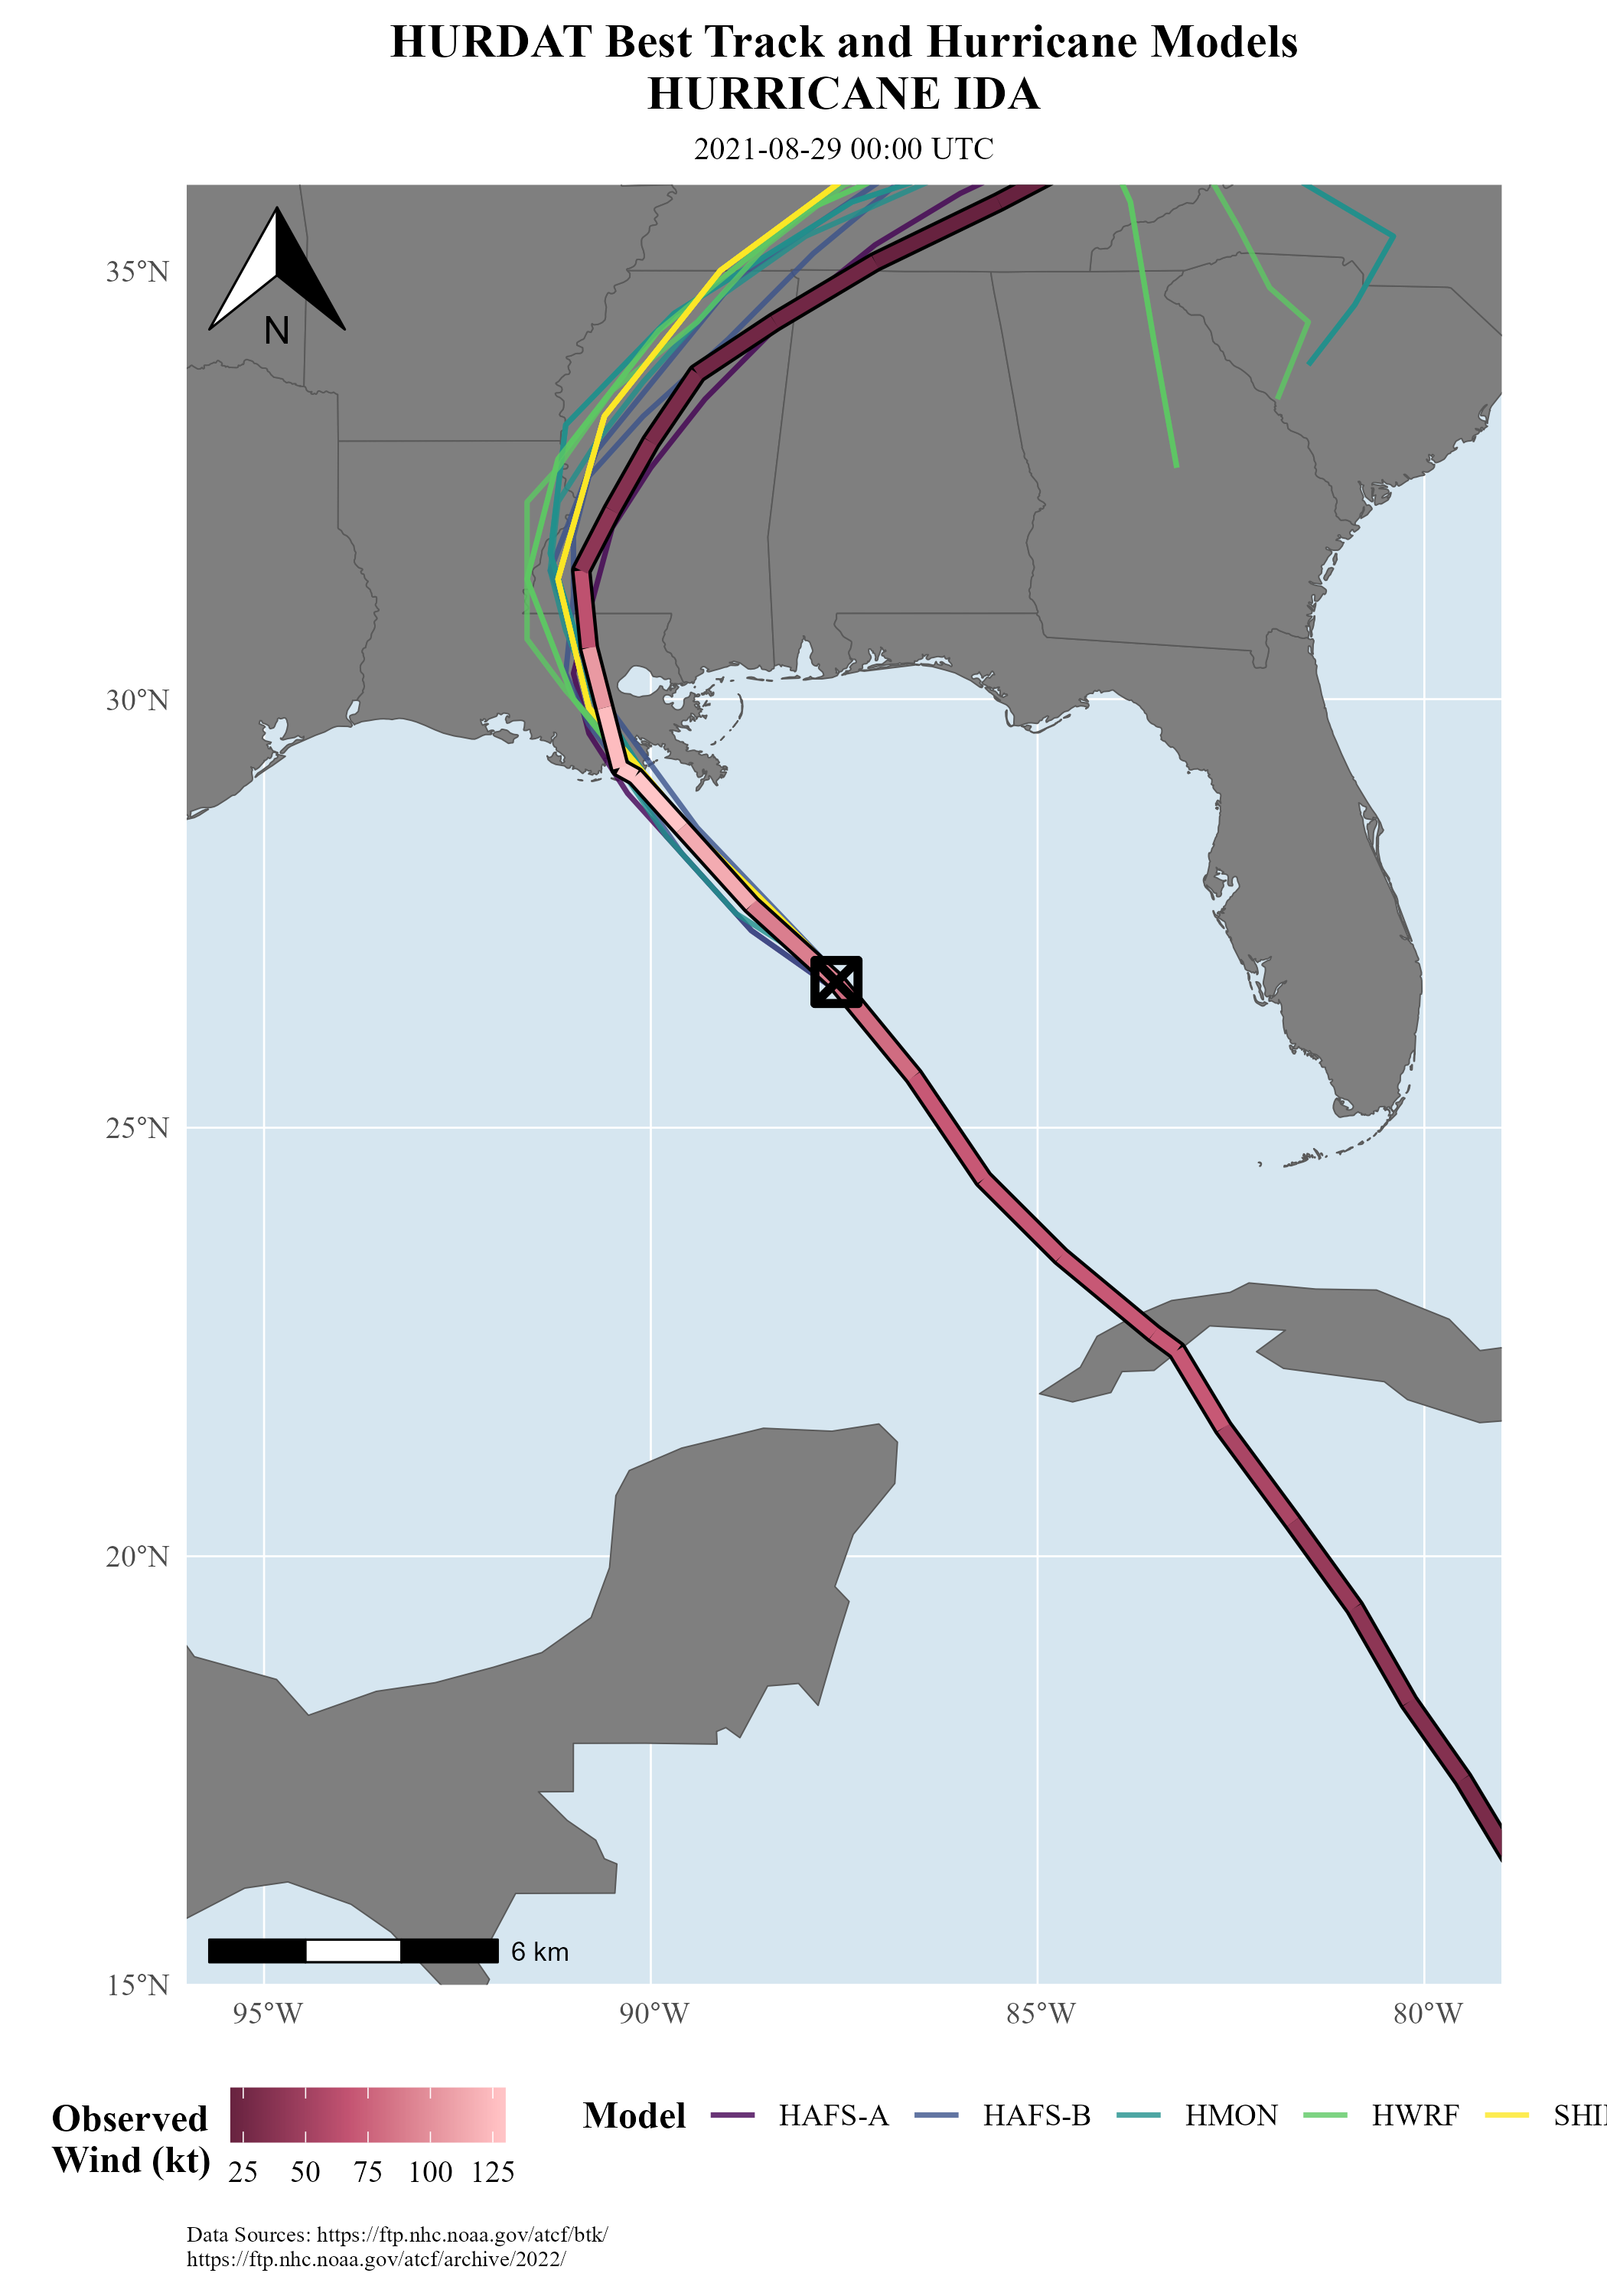 HURDAT Best Track and Hurricane Models
HURRICANE IDA
2021-08-29 00:00 UTC
35°N
N
30°N
25°N
20°N
6 km
15°N
95°W 90°W 85°W 80°W
Observed
Wind (kt)
25 50 75 100 125
Model HAFS-A HAFS-B HMON HWRF
Data Sources: https://ftp.nhc.noaa.gov/atcf/btk/
https://ftp.nhc.noaa.gov/atcf/archive/2022/